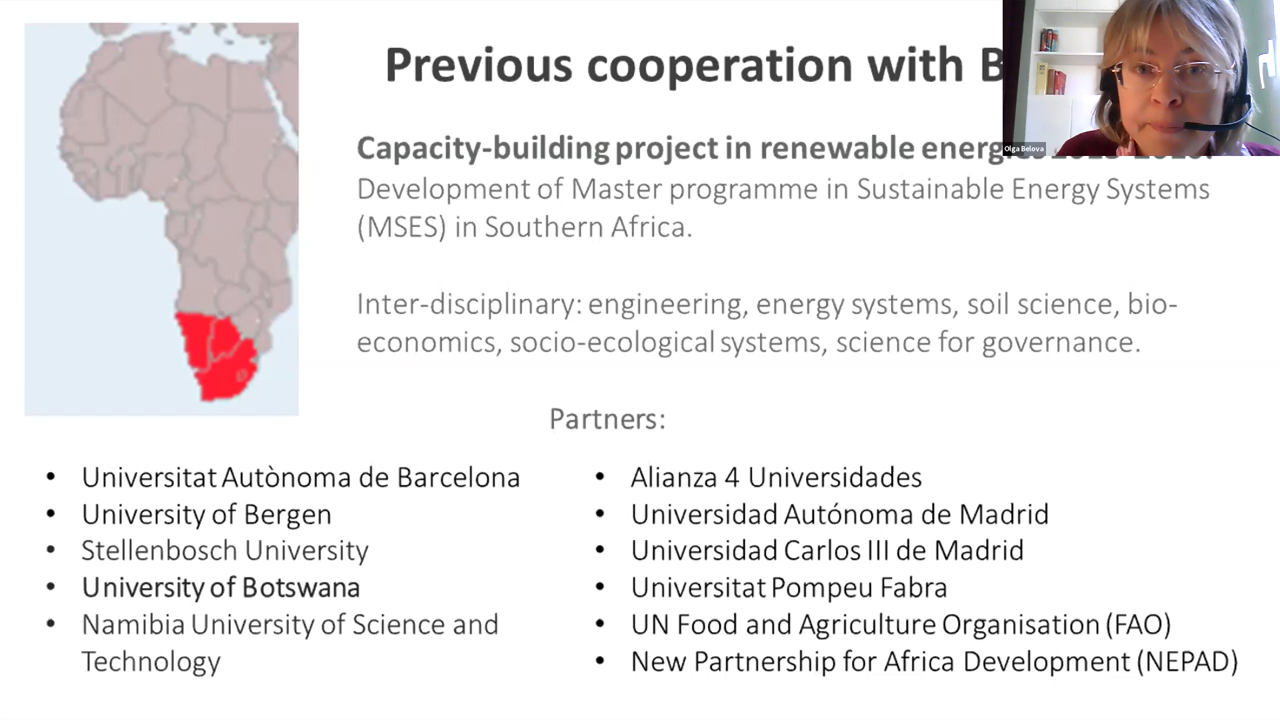 Previous cooperation with B
Olga Belova
Capacity-building project in renewable energ
Development of Master programme in Sustainable Energy Systems
(MSES) in Southern Africa.
Inter-disciplinary: engineering, energy systems, soil science, bio-
economics, socio-ecological systems, science for governance.
Partners:
• Universitat Autònoma de Barcelona
• University of Bergen
• Stellenbosch University
• University of Botswana
• Namibia University of Science and
Technology
• Alianza 4 Universidades
• Universidad Autónoma de Madrid
• Universidad Carlos III de Madrid
• Universitat Pompeu Fabra
• UN Food and Agriculture Organisation (FAO)
• New Partnership for Africa Development (NEPAD)